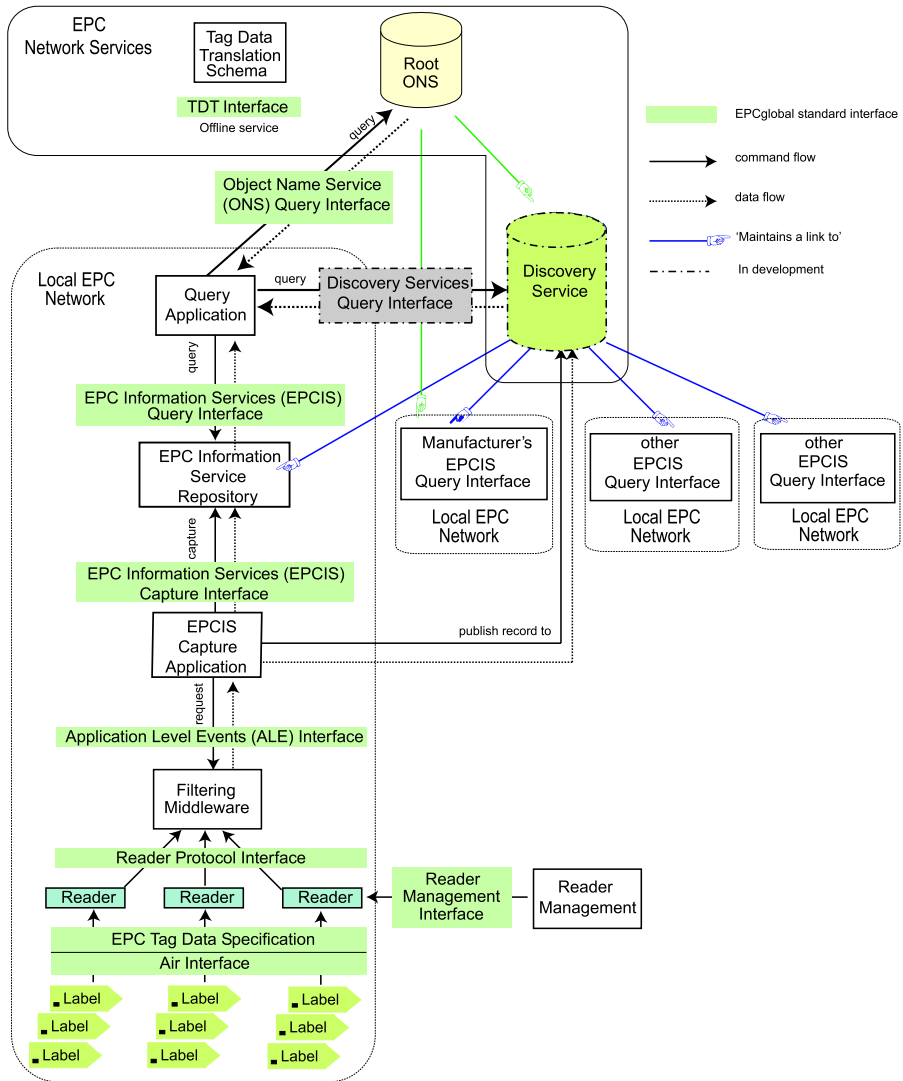 EPC
Network Services
Tag Data
Translation
Schema
TDT Interface
Offline service
Root
ONS
query
Object Name Service
(ONS) Query Interface
EPCglobal standard interface
command flow
data flow
‘Maintains a link to’
In development
Local EPC
Network
Query
Application
query
Discovery Services
Query Interface
Discovery
Service
query
EPC Information Services (EPCIS)
Query Interface
EPC Information
Service
Repository
Manufacturer’s
EPCIS
Query Interface
Local EPC
Network
other
EPCIS
Query Interface
Local EPC
Network
other
EPCIS
Query Interface
Local EPC
Network
capture
EPC Information Services (EPCIS)
Capture Interface
EPCIS
Capture
Application
publish record to
request
Application Level Events (ALE) Interface
Filtering
Middleware
Reader Protocol Interface
Reader
Reader
Reader
Reader
Management
Interface
Reader
Management
EPC Tag Data Specification
Air Interface
Label
Label
Label
Label
Label
Label
Label
Label
Label